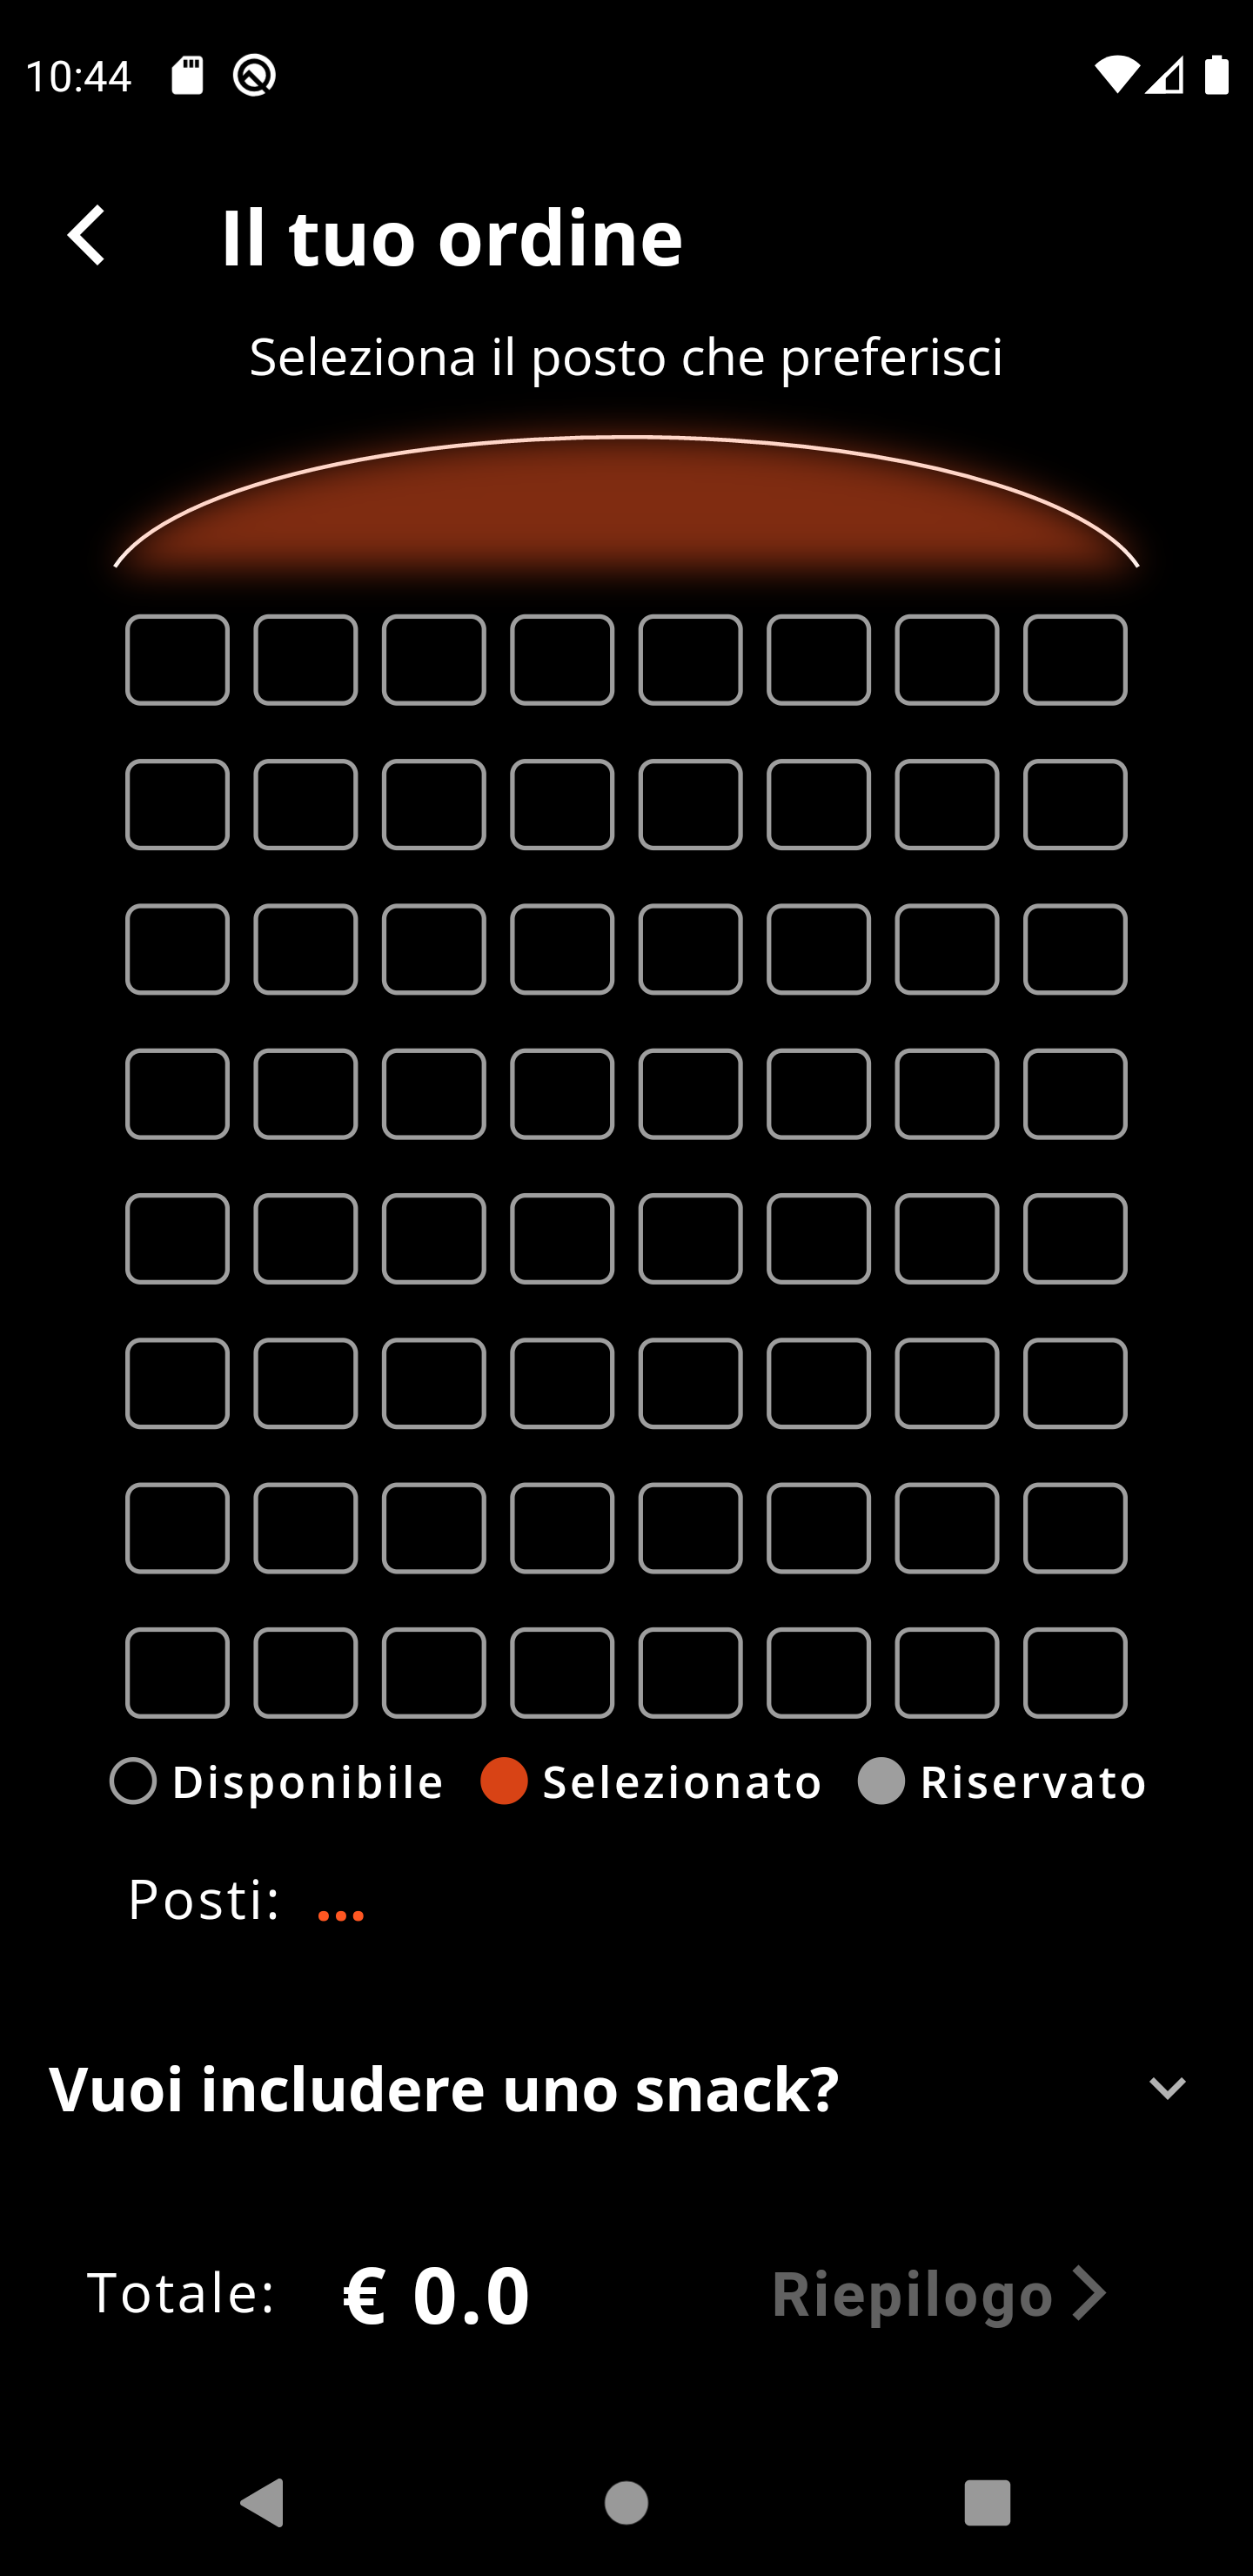 10:44
Il tuo ordine
Seleziona il posto che preferisci
Disponibile Selezionato Riservato
Posti: ...
Vuoi includere uno snack?
Totale: € 0.0 Riepilogo